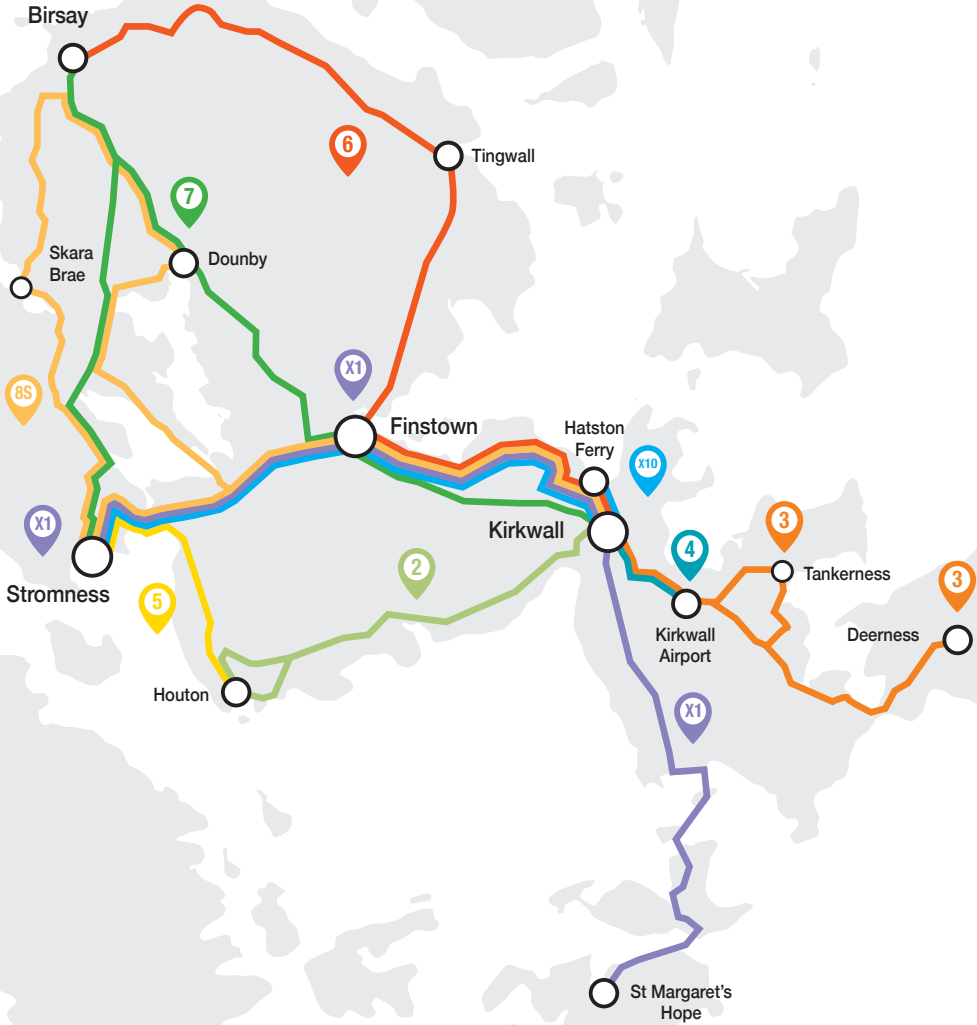 Birsay
6
Tingwall
7
Skara
Brae
Dounby
X1
8S
Finstown
Hatston
Ferry
X10
X1
Kirkwall
3
4
2
Stromness
Tankerness
3
5
Kirkwall
Airport
Deerness
Houton
X1
St Margaret's
Hope